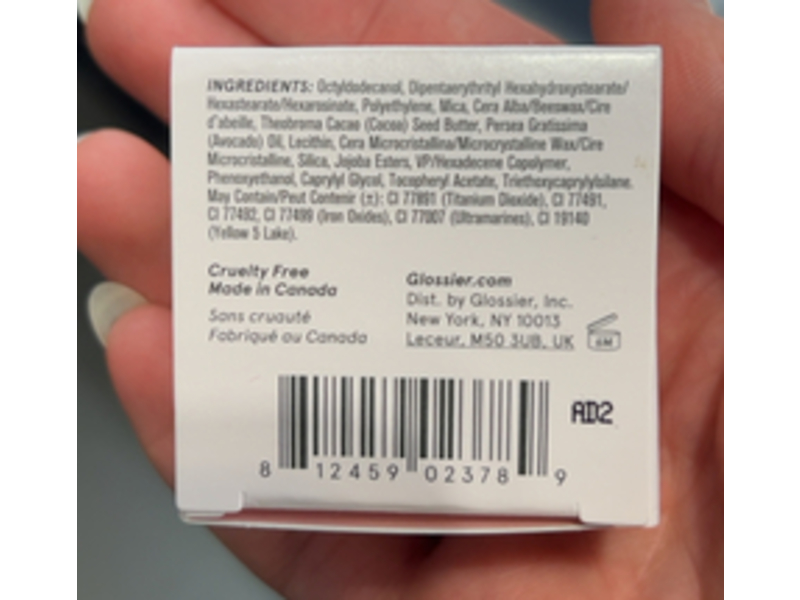 INGREDIENTS: Octyldodecanol, Dipentaerythrityl Hexahydroxystearate/
Hexastearate/Hexarosinate, Polyethylene, Mica, Cera Alba/Beeswax/Cire
d'abeille, Theobroma Cacao (Cocoa) Seed Butter, Persea Gratissima
(Avocado) Oil, Lecithin, Cera Microcristallina/Microcrystalline Wax/Cire
Microcristalline, Silica, Jojoba Esters, VP/Hexadecene Copolymer,
Phenoxyethanol, Caprylyl Glycol, Tocopheryl Acetate, Triethoxycaprylylsilane.
May Contain/Peut Contenir (±): CI 77891 (Titanium Dioxide), CI 77491,
CI 77492, CI 77499 (Iron Oxides), CI 77007 (Ultramarines), CI 19140
(Yellow 5 Lake).
Cruelty Free
Made in Canada
Sans cruauté
Fabriqué au Canada
Glossier.com
Dist. by Glossier, Inc.
New York, NY 10013
Leceur, M50 3UB, UK
6M
AD2
8 12459 02378 9